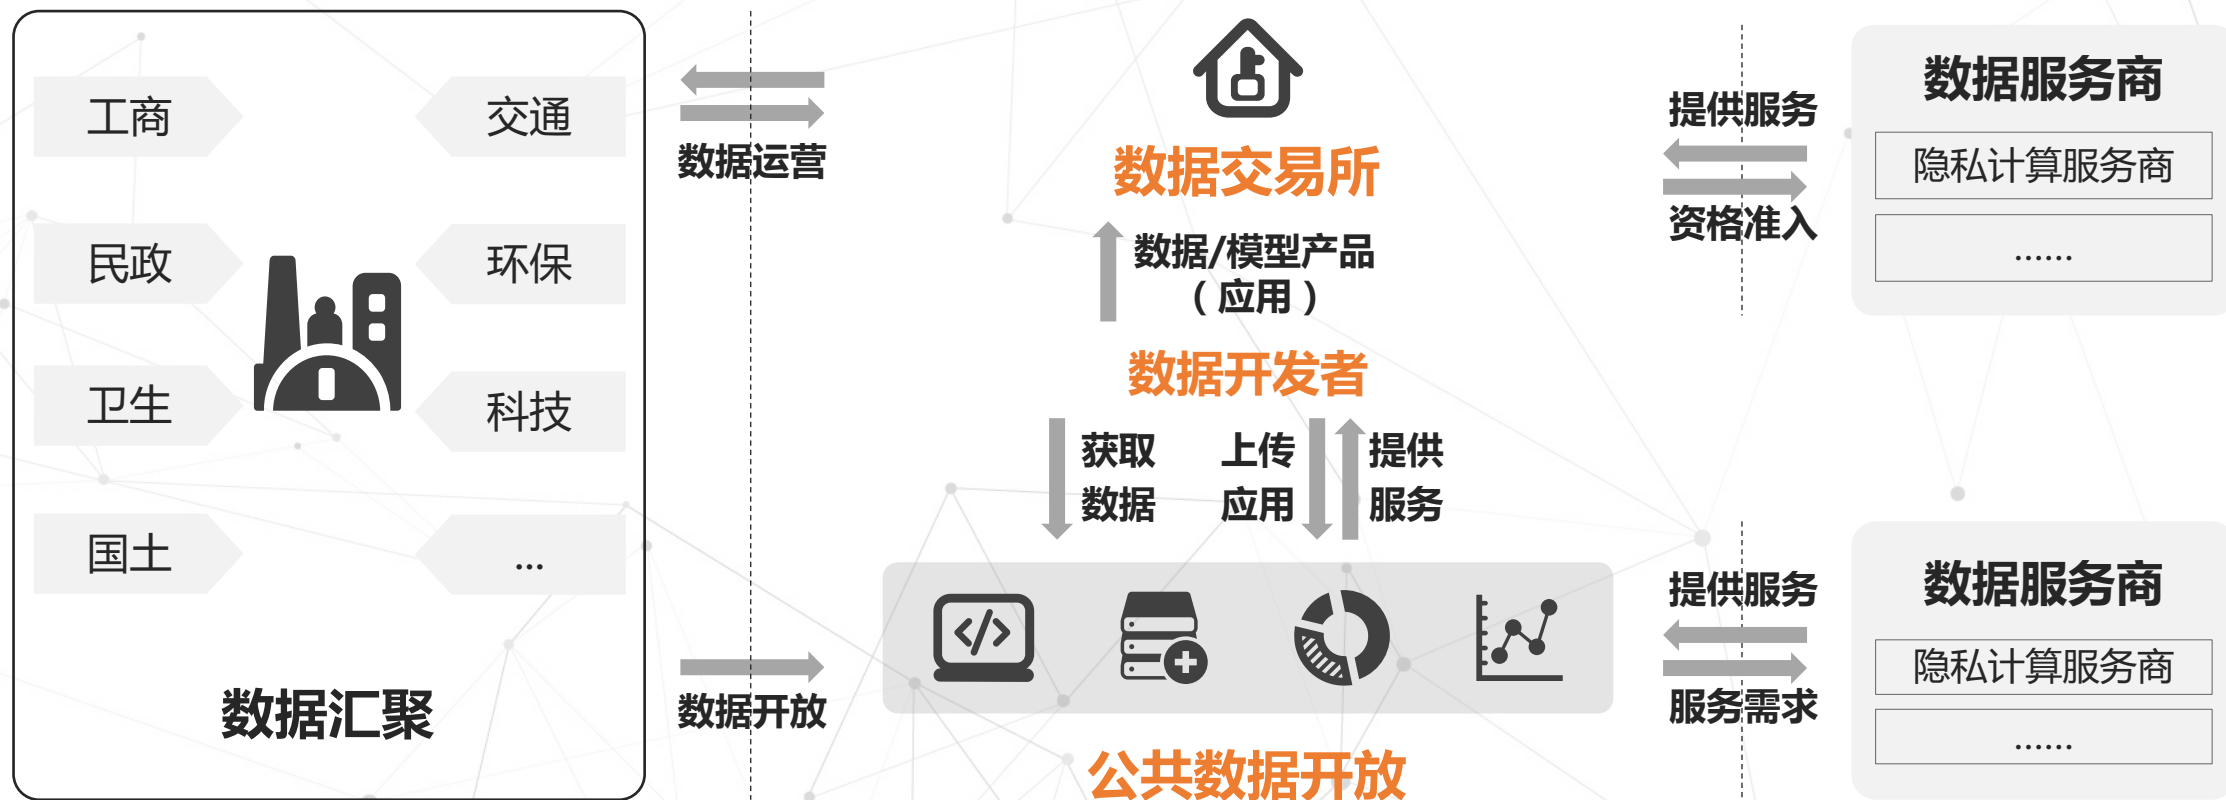 工商
交通
民政
环保
卫生
科技
国土
...
数据汇聚
数据运营
数据开放
数据交易所
数据/模型产品
（应用）
数据开发者
获取
数据
上传
应用
提供
服务
公共数据开放
提供服务
资格准入
数据服务商
隐私计算服务商
......
提供服务
服务需求
数据服务商
隐私计算服务商
......